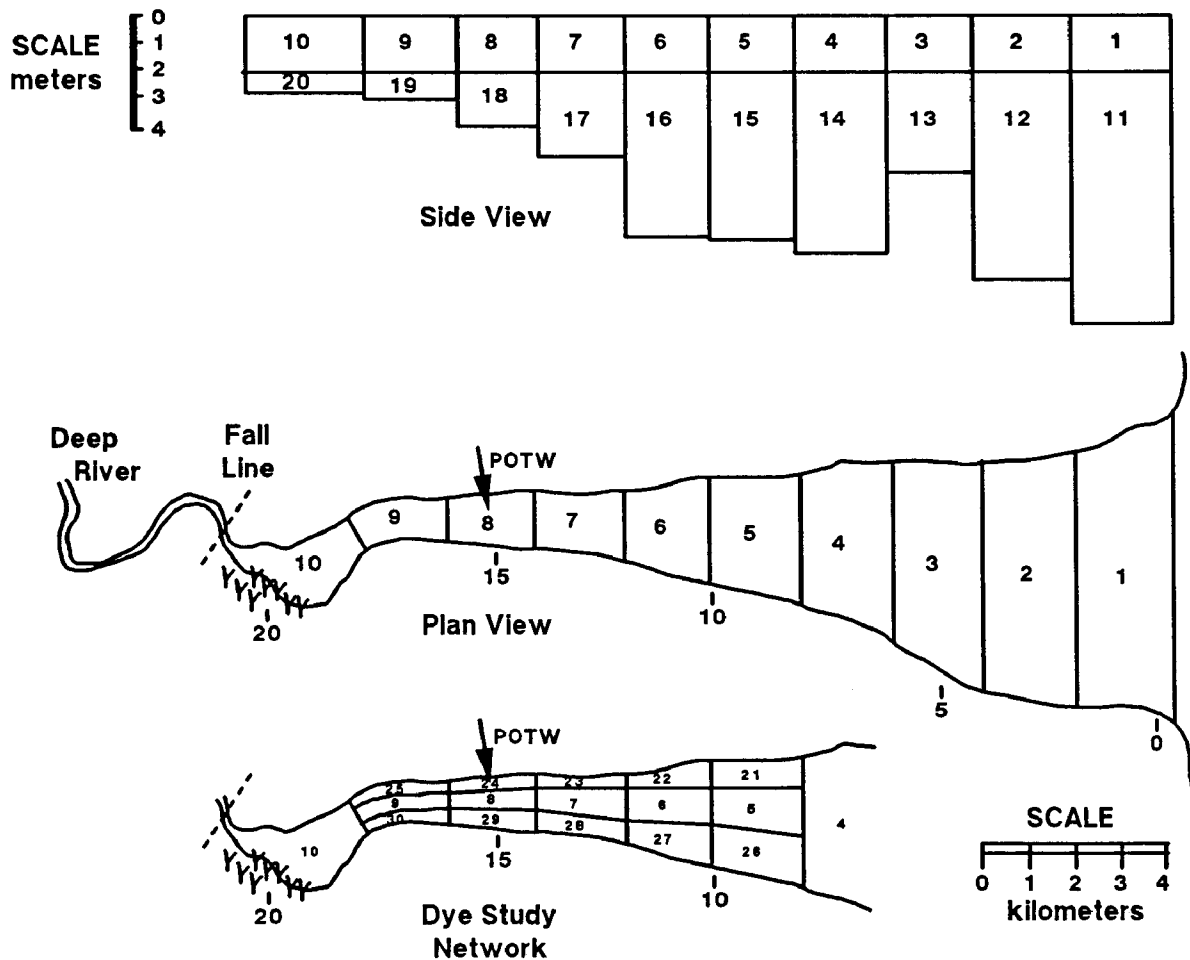 SCALE
meters
0
1
2
3
4
10 9 8 7 6 5 4 3 2 1
20 19 18 17 16 15 14 13 12 11
Side View
Deep
River
Fall
Line
POTW
10 9 8 7 6 5 4 3 2 1
20 15 10 5 0
Plan View
POTW
25 24 23 22 21
10 9 8 7 6 5 4
30 29 28 27 26
20 15 10
Dye Study
Network
SCALE
0 1 2 3 4
kilometers